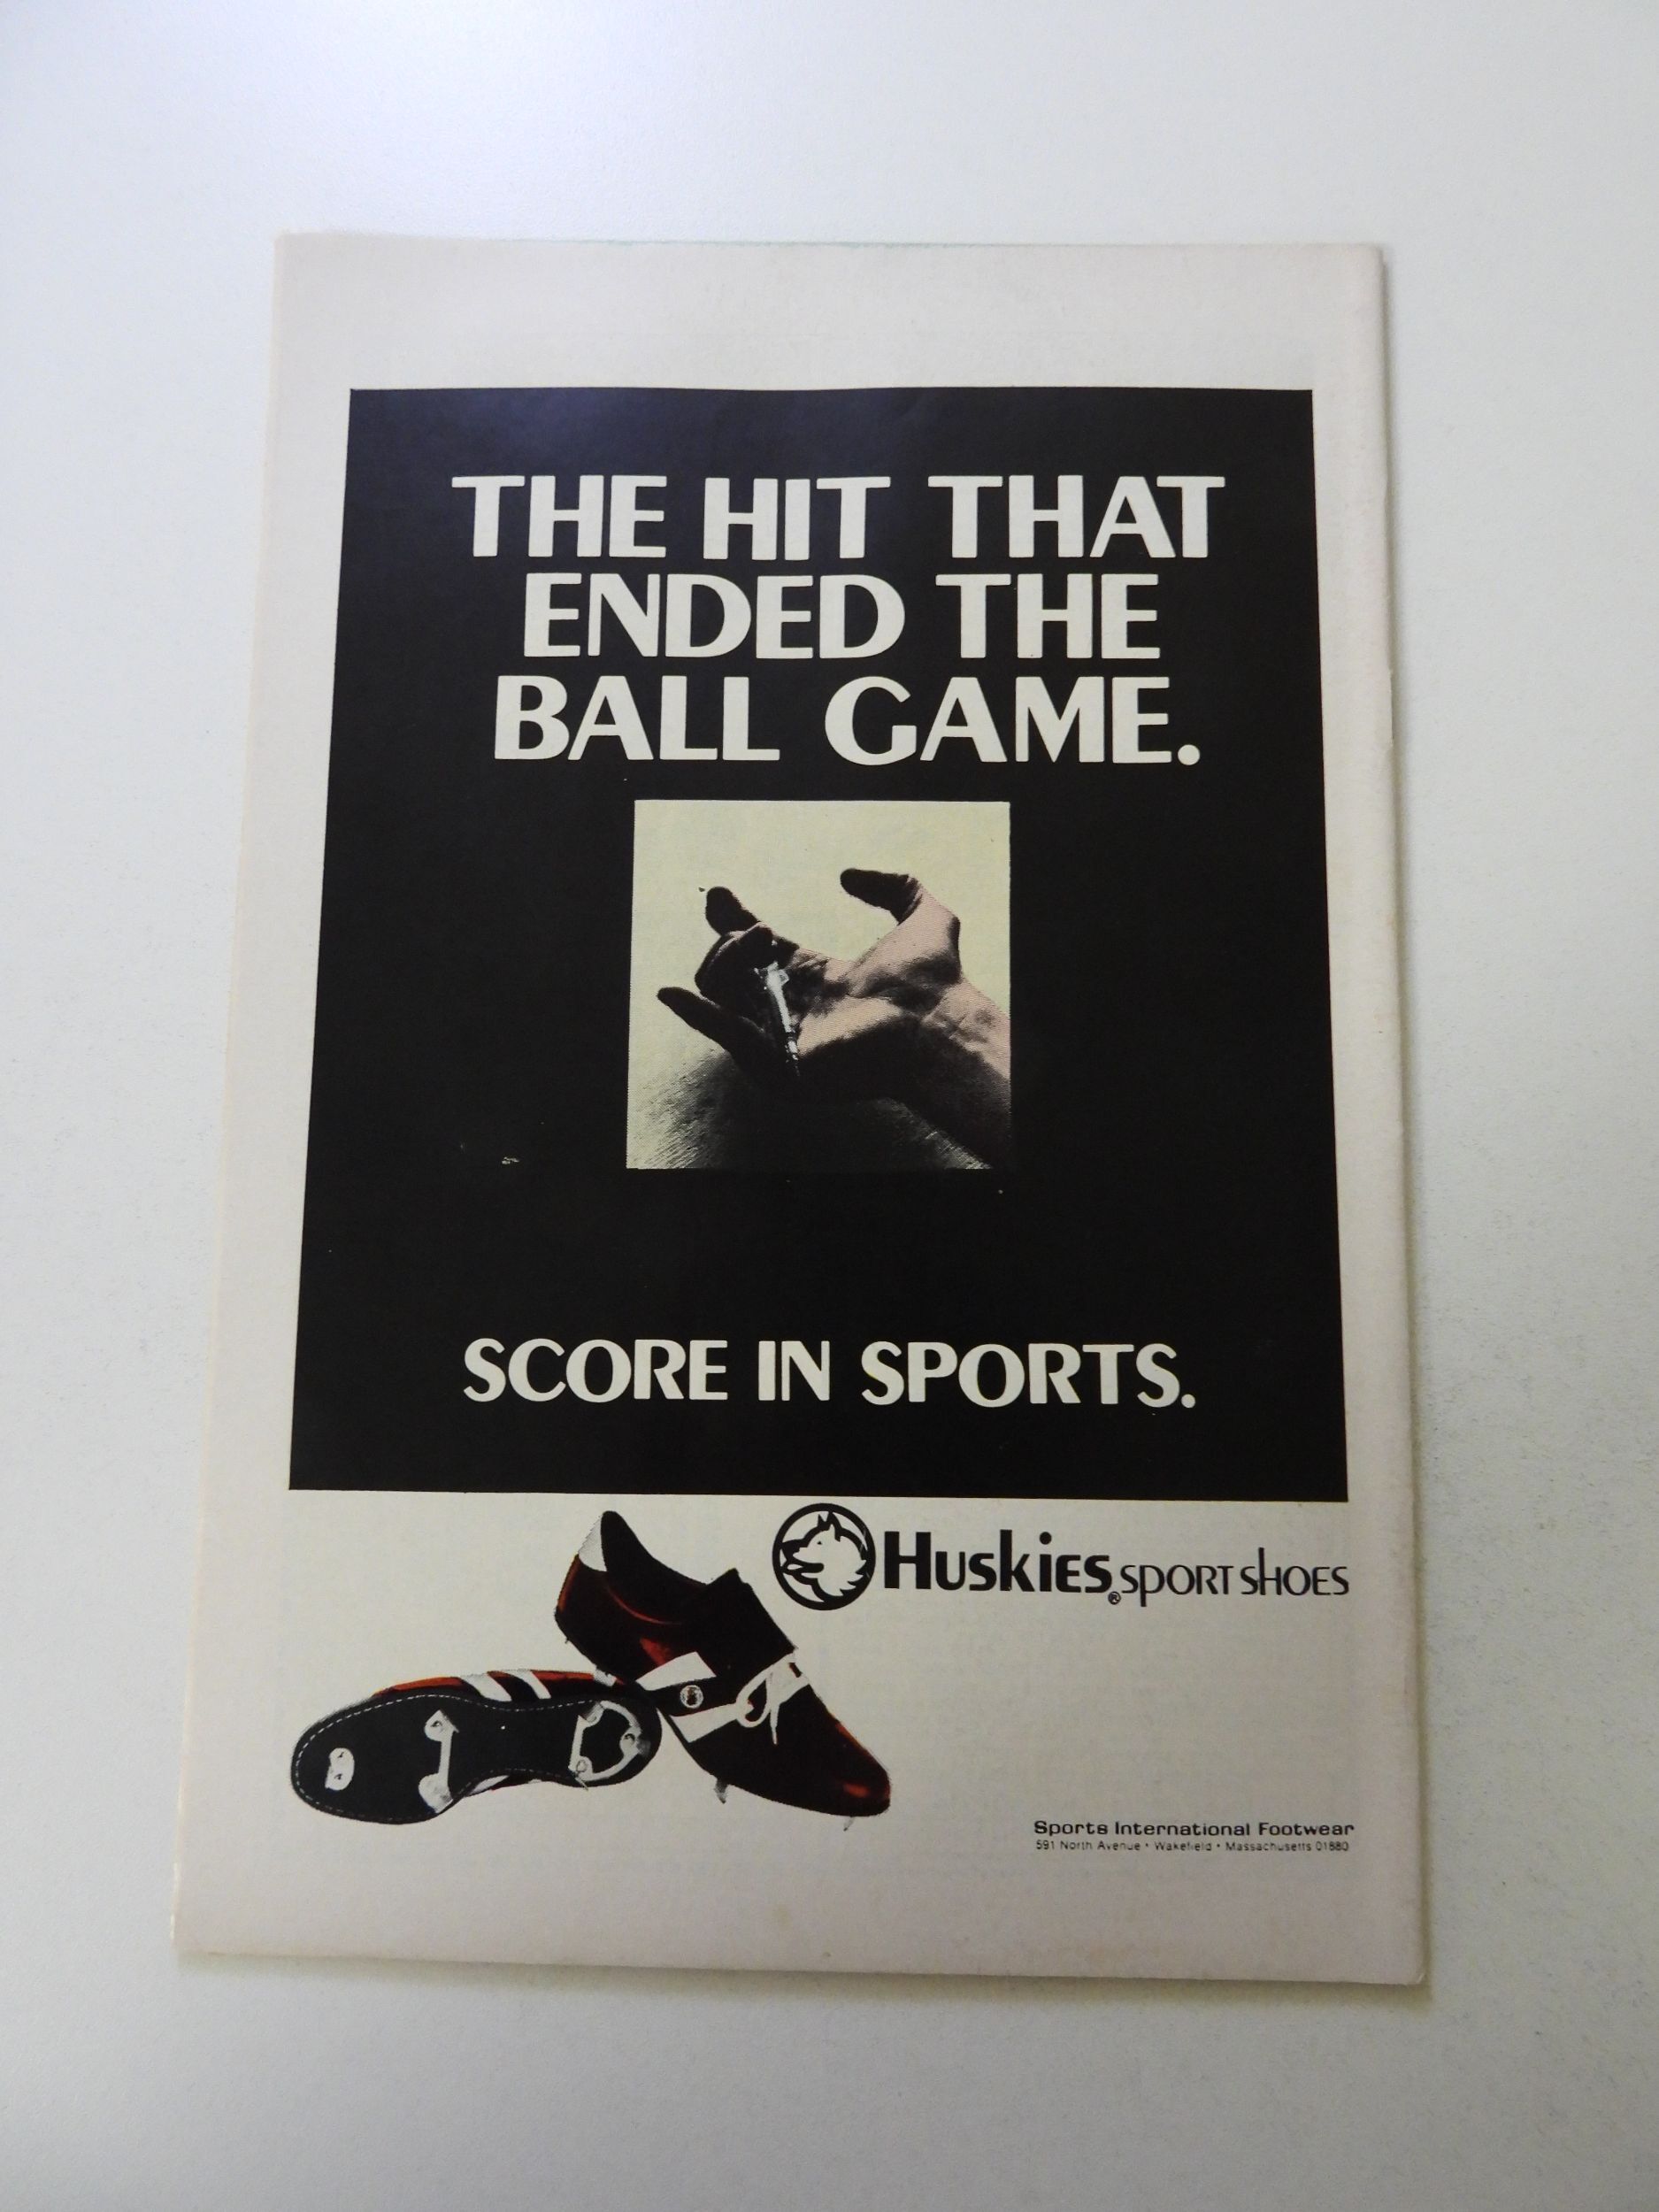 THE HIT THAT
ENDED THE
BALL GAME.
SCORE IN SPORTS.
Huskies® SPORT SHOES
Sports International Footwear
591 North Avenue • Wakefield • Massachusetts 01880